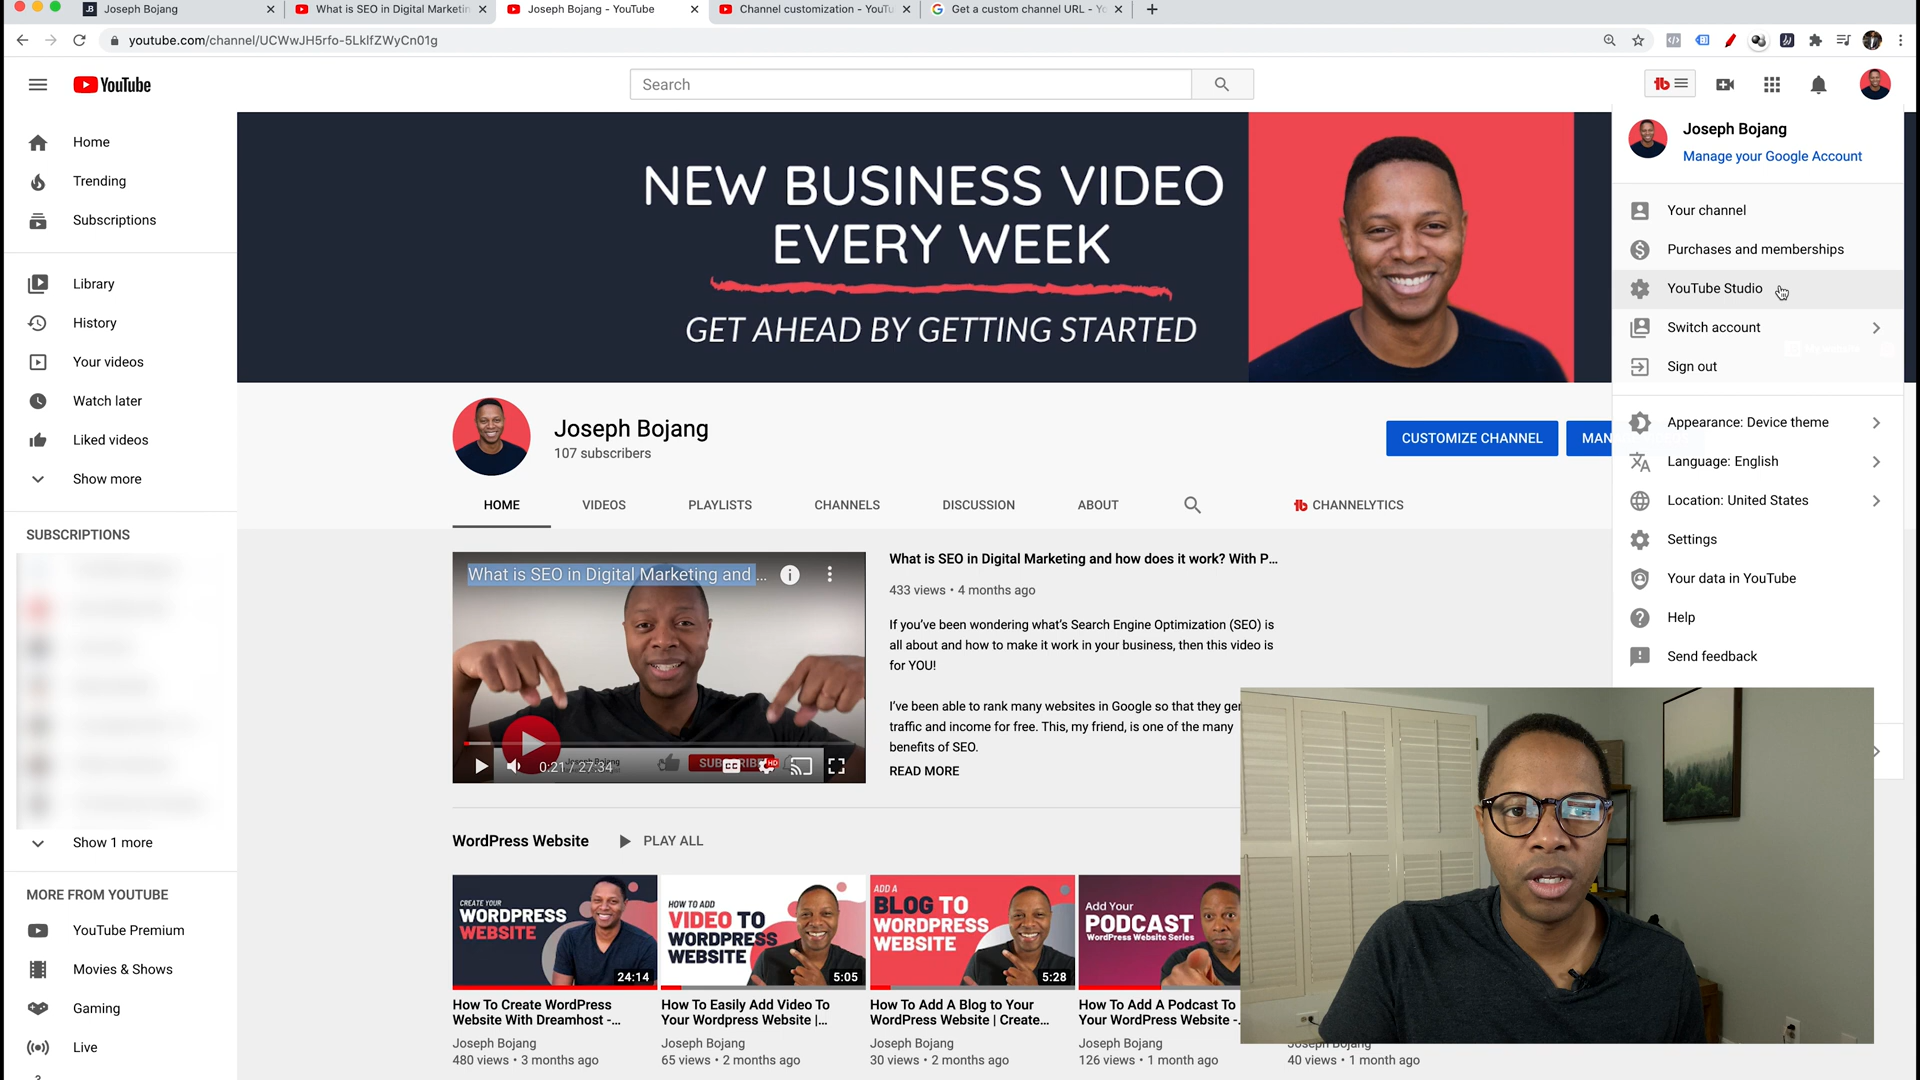 Joseph Bojang
What is SEO in Digital Marketin
Joseph Bojang - YouTube
Channel customization - YouTu
Get a custom channel URL - Yo
youtube.com/channel/UCWwJH5rfo-5LkIfZWyCn01g
YouTube
Search
Home
Trending
Subscriptions
Library
History
Your videos
Watch later
Liked videos
Show more
SUBSCRIPTIONS
Show 1 more
MORE FROM YOUTUBE
YouTube Premium
Movies & Shows
Gaming
Live
NEW BUSINESS VIDEO
EVERY WEEK
GET AHEAD BY GETTING STARTED
Joseph Bojang
107 subscribers
CUSTOMIZE CHANNEL
MAN
HOME
VIDEOS
PLAYLISTS
CHANNELS
DISCUSSION
ABOUT
CHANNELYTICS
What is SEO in Digital Marketing and ...
SUBSCRIBE
0:21 / 27:34
What is SEO in Digital Marketing and how does it work? With P...
433 views • 4 months ago
If you've been wondering what's Search Engine Optimization (SEO) is
all about and how to make it work in your business, then this video is
for YOU!
I've been able to rank many websites in Google so that they gen
traffic and income for free. This, my friend, is one of the many
benefits of SEO.
READ MORE
WordPress Website
PLAY ALL
CREATE YOUR
WORDPRESS
WEBSITE
24:14
How To Create WordPress
Website With Dreamhost -...
Joseph Bojang
480 views • 3 months ago
HOW TO ADD
VIDEO TO
WORDPRESS
WEBSITE
5:05
How To Easily Add Video To
Your Wordpress Website |...
Joseph Bojang
65 views • 2 months ago
ADD A
BLOG TO
WORDPRESS
WEBSITE
5:28
How To Add A Blog to Your
WordPress Website | Create...
Joseph Bojang
30 views • 2 months ago
Add Your
PODCAST
WordPress Website Series
How To Add A Podcast To
Your WordPress Website -
Joseph Bojang
126 views • 1 month ago
Joseph Bojang
40 views • 1 month ago
Joseph Bojang
Manage your Google Account
Your channel
Purchases and memberships
YouTube Studio
Switch account
Sign out
Appearance: Device theme
Language: English
Location: United States
Settings
Your data in YouTube
Help
Send feedback